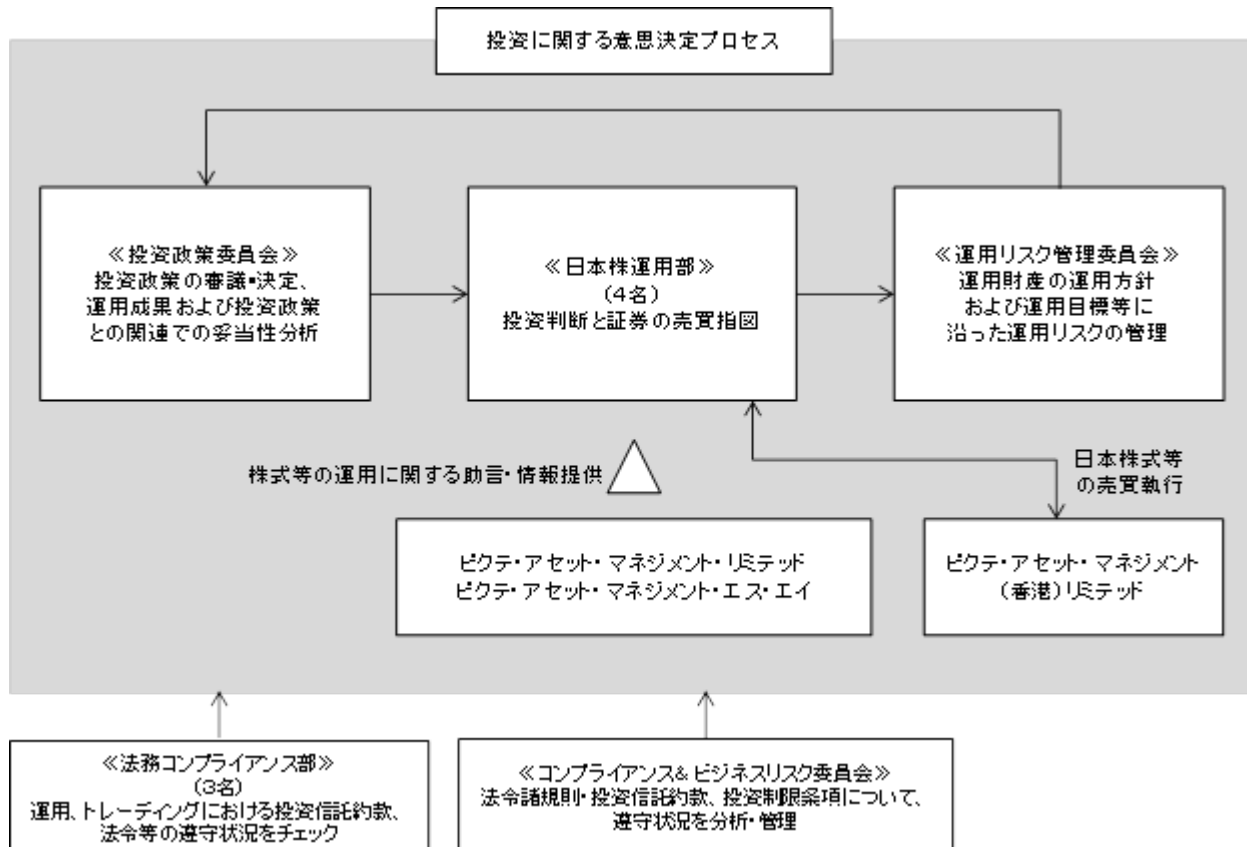 投資に関する意思決定プロセス
≪投資政策委員会≫
投資政策の審議・決定、
運用成果および投資政策
との関連での妥当性分析
≪日本株運用部≫
(4名)
投資判断と証券の売買指図
≪運用リスク管理委員会≫
運用財産の運用方針
および運用目標等に
沿った運用リスクの管理
株式等の運用に関する助言・情報提供
日本株式等
の売買執行
ピクテ・アセット・マネジメント・リミテッド
ピクテ・アセット・マネジメント・エス・エイ
ピクテ・アセット・マネジメント
(香港)リミテッド
≪法務コンプライアンス部≫
(3名)
運用、トレーディングにおける投資信託約款、
法令等の遵守状況をチェック
≪コンプライアンス&ビジネスリスク委員会≫
法令諸規則・投資信託約款、投資制限条項について、
遵守状況を分析・管理